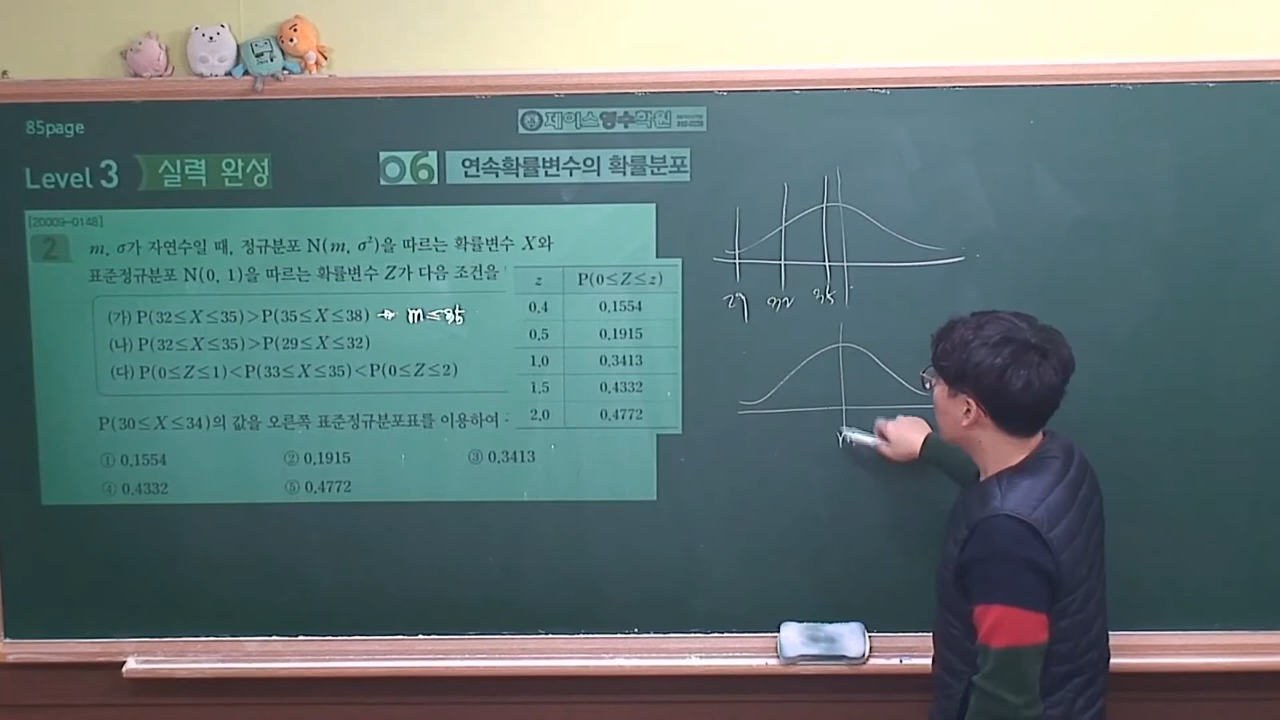 85page
제이스영수학원
Level 3 실력 완성
06 연속확률변수의 확률분포
[20009-0148]
2
m, σ가 자연수일 때, 정규분포 N(m, σ²)을 따르는 확률변수 X와
표준정규분포 N(0, 1)을 따르는 확률변수 Z가 다음 조건을
(가) P(32≤X≤35)>P(35≤X≤38) → m≤35
(나) P(32≤X≤35)>P(29≤X≤32)
(다) P(0≤Z≤1)<P(33≤X≤35)<P(0≤Z≤2)
P(30≤X≤34)의 값을 오른쪽 표준정규분포표를 이용하여
z P(0≤Z≤z)
0.4 0.1554
0.5 0.1915
1.0 0.3413
1.5 0.4332
2.0 0.4772
① 0.1554 ② 0.1915 ③ 0.3413
④ 0.4332 ⑤ 0.4772
29 32 35